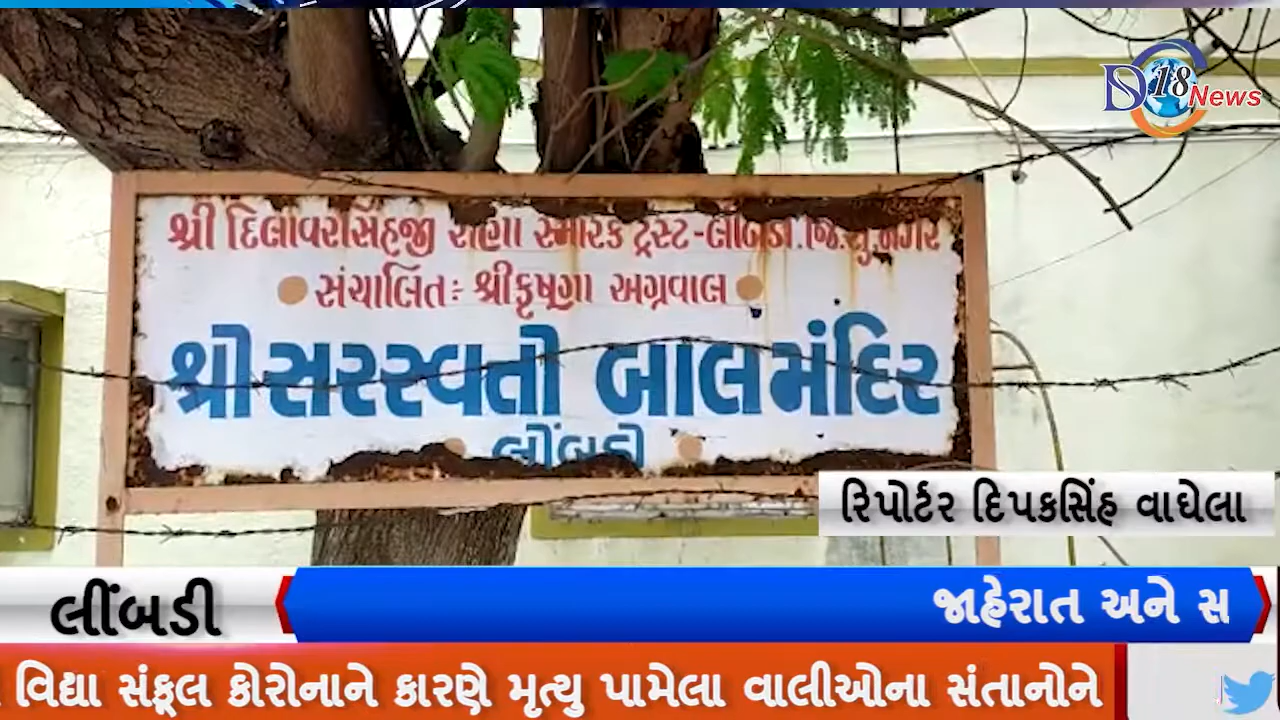 DS 18 News
શ્રી દિલાવરસિંહજી રાણા સ્મારક ટ્રસ્ટ-લીંબડી.જિ.સુ.નગર
સંચાલિત: શ્રીકૃષ્ણા અગ્રવાલ
શ્રી સરસ્વતી બાલમંદિર
લીંબડી
રિપોર્ટર દિપકસિંહ વાઘેલા
લીંબડી
જાહેરાત અને સ
વિદ્યા સંકૂલ કોરોનાને કારણે મૃત્યુ પામેલા વાલીઓના સંતાનોને